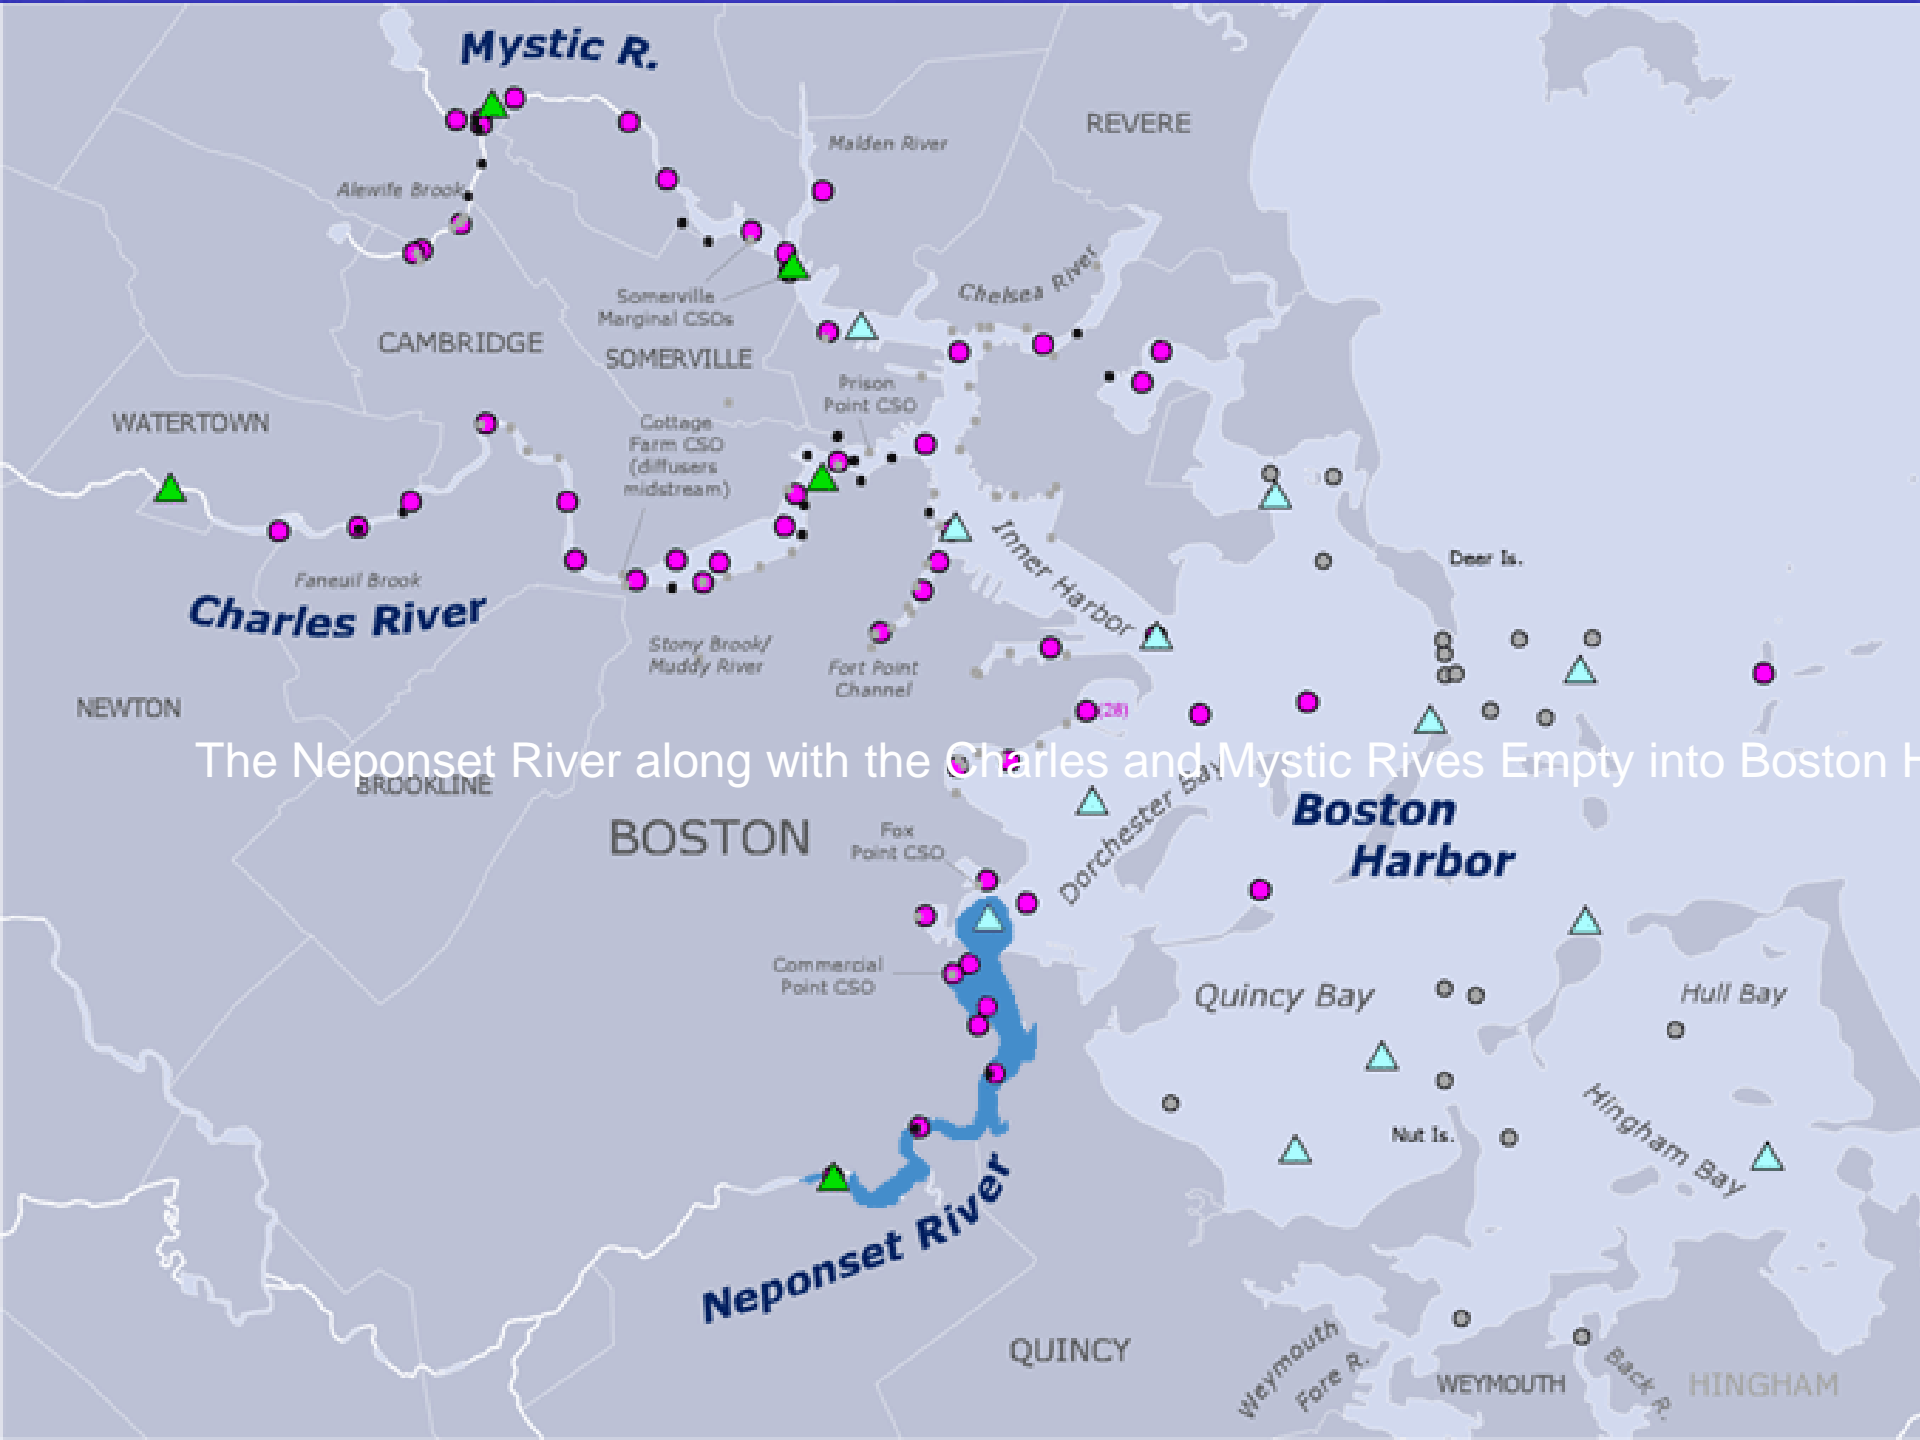 Mystic R.
REVERE
Malden River
Alewife Brook
Chelsea River
Somerville
Marginal CSOs
CAMBRIDGE
SOMERVILLE
Prison
Point CSO
WATERTOWN
Cottage
Farm CSO
(diffusers
midstream)
Inner Harbor
Deer Is.
Faneuil Brook
Charles River
Stony Brook/
Muddy River
Fort Point
Channel
NEWTON
(28)
The Neponset River along with the Charles and Mystic Rives Empty into Boston H
BROOKLINE
Dorchester Bay
Boston
Harbor
BOSTON
Fox
Point CSO
Commercial
Point CSO
Quincy Bay
Hull Bay
Hingham Bay
Nut Is.
Neponset River
QUINCY
Weymouth
Fore R.
WEYMOUTH
Back R.
HINGHAM